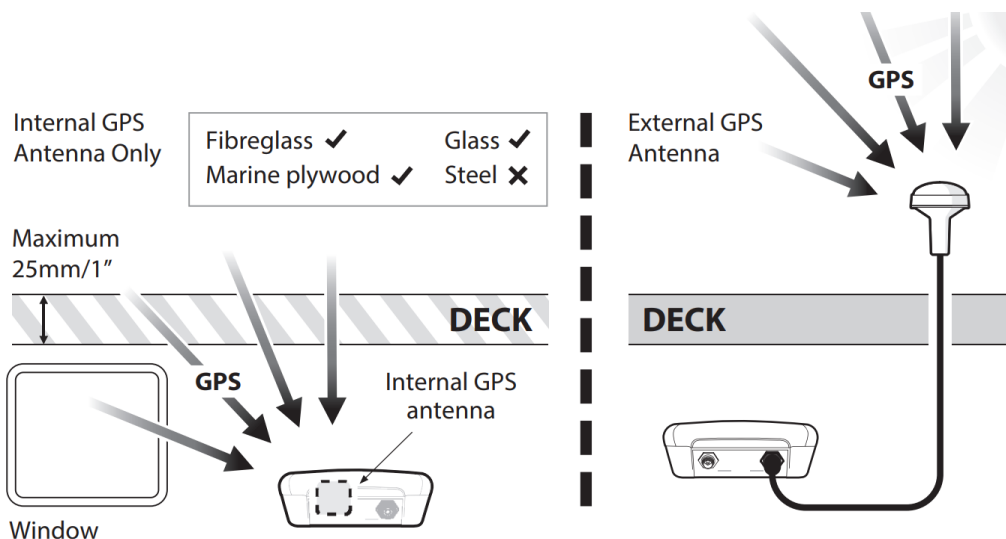 Internal GPS
Antenna Only
Fibreglass ✔ Glass ✔
Marine plywood ✔ Steel ✖
Maximum
25mm/1”
DECK
GPS
Internal GPS
antenna
Window
GPS
External GPS
Antenna
DECK